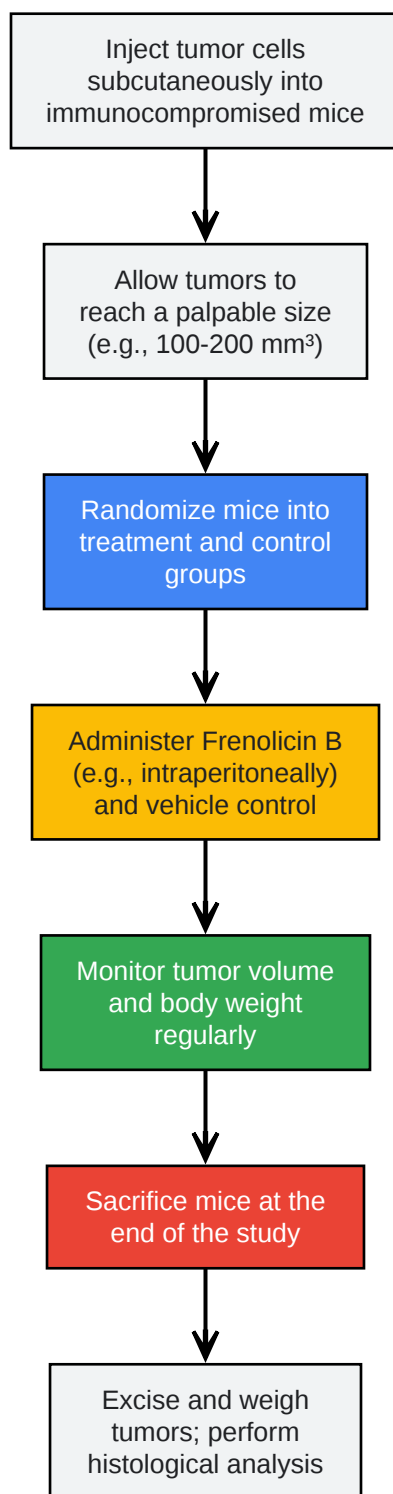 Inject tumor cells
subcutaneously into
immunocompromised mice
Allow tumors to
reach a palpable size
(e.g., 100-200 mm³)
Randomize mice into
treatment and control
groups
Administer Frenolicin B
(e.g., intraperitoneally)
and vehicle control
Monitor tumor volume
and body weight
regularly
Sacrifice mice at the
end of the study
Excise and weigh
tumors; perform
histological analysis